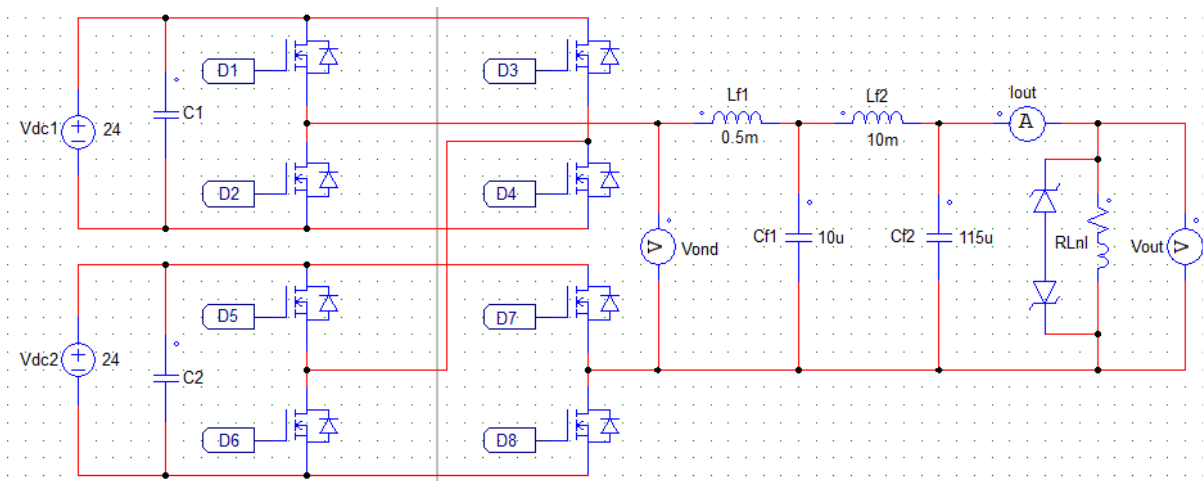 D1
D3
Vdc1
24
C1
D2
D4
Lf1
0.5m
Lf2
10m
Iout
A
V
Vond
Cf1
10u
Cf2
115u
RLnl
Vout
V
D5
D7
Vdc2
24
C2
D6
D8